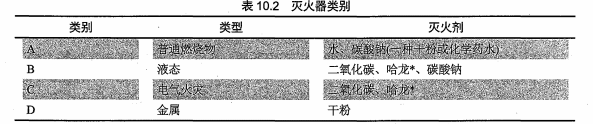 表 10.2 灭火器类别
类别 类型 灭火剂
A 普通燃烧物 水、碳酸钠(一种干粉或化学药水)
B 液态 二氧化碳、哈龙*、碳酸钠
C 电气火灾 二氧化碳、哈龙*
D 金属 干粉